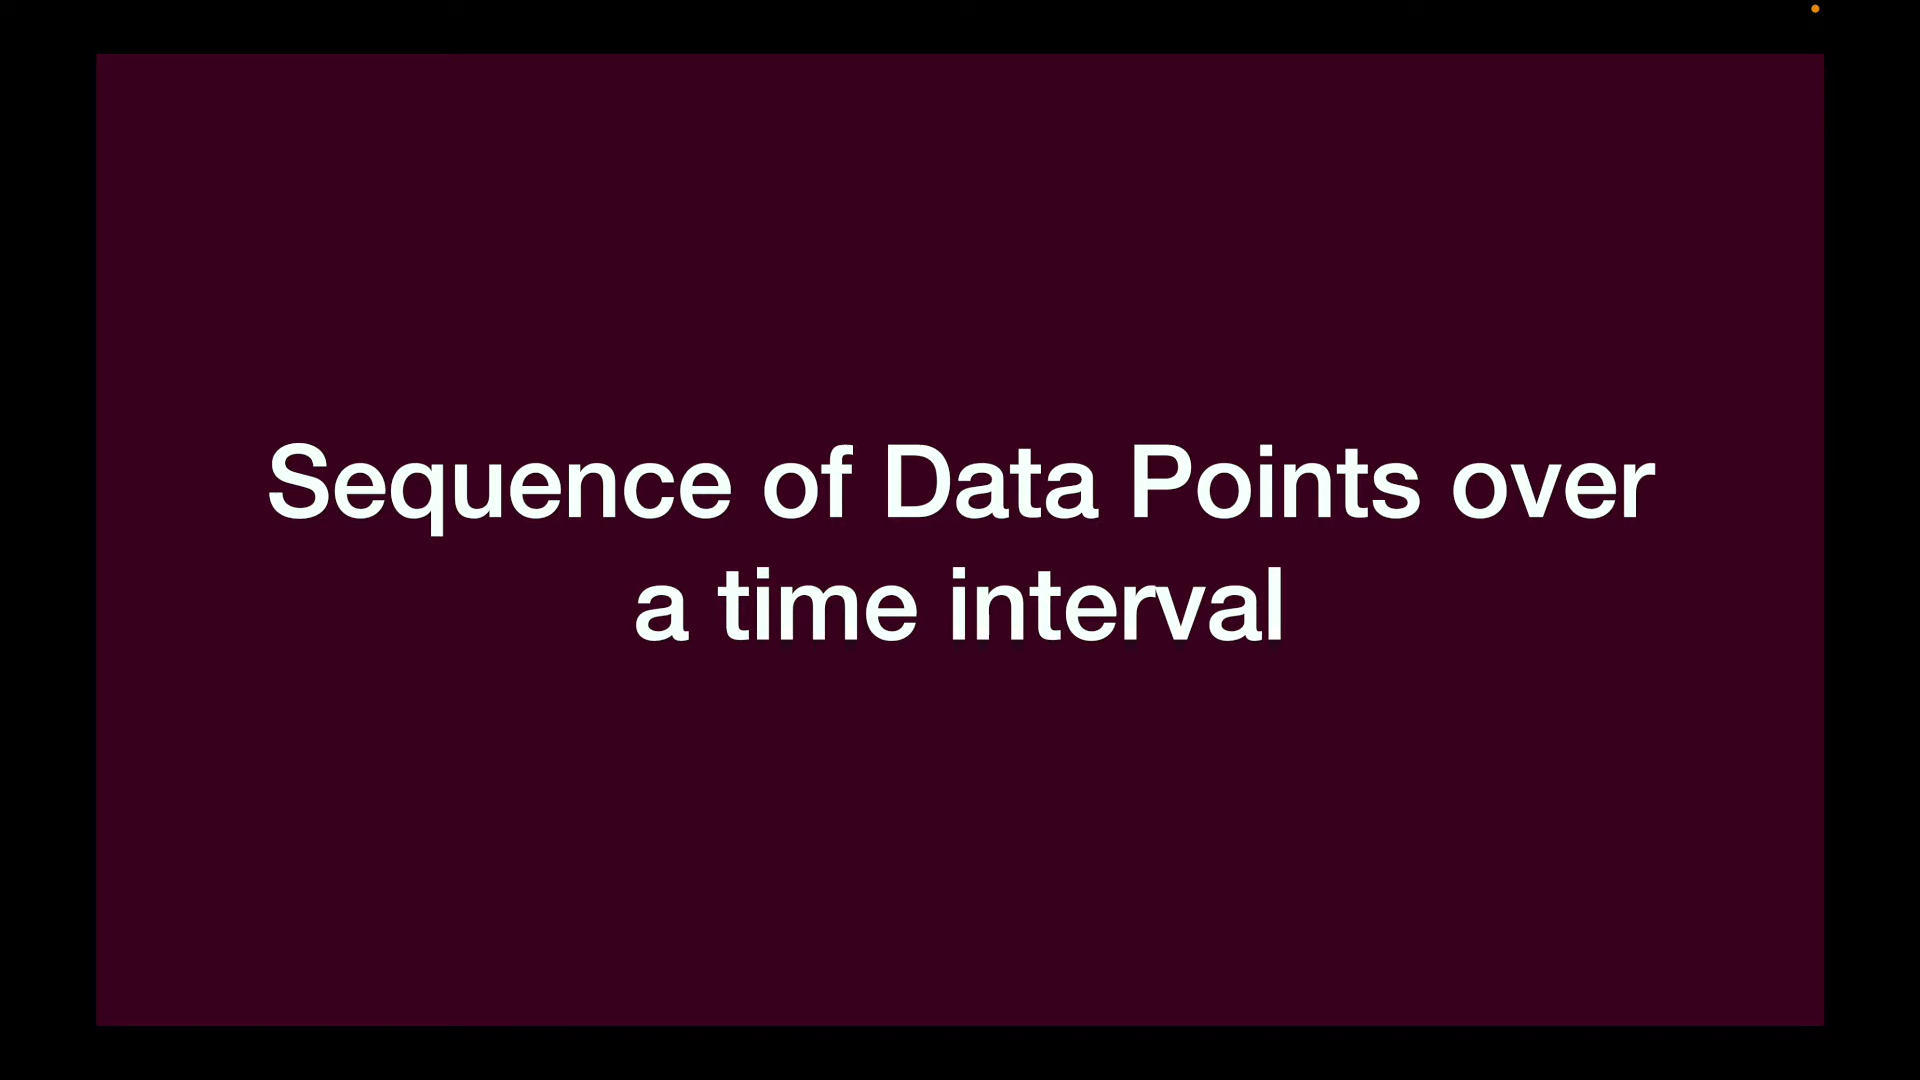 Sequence of Data Points over
a time interval